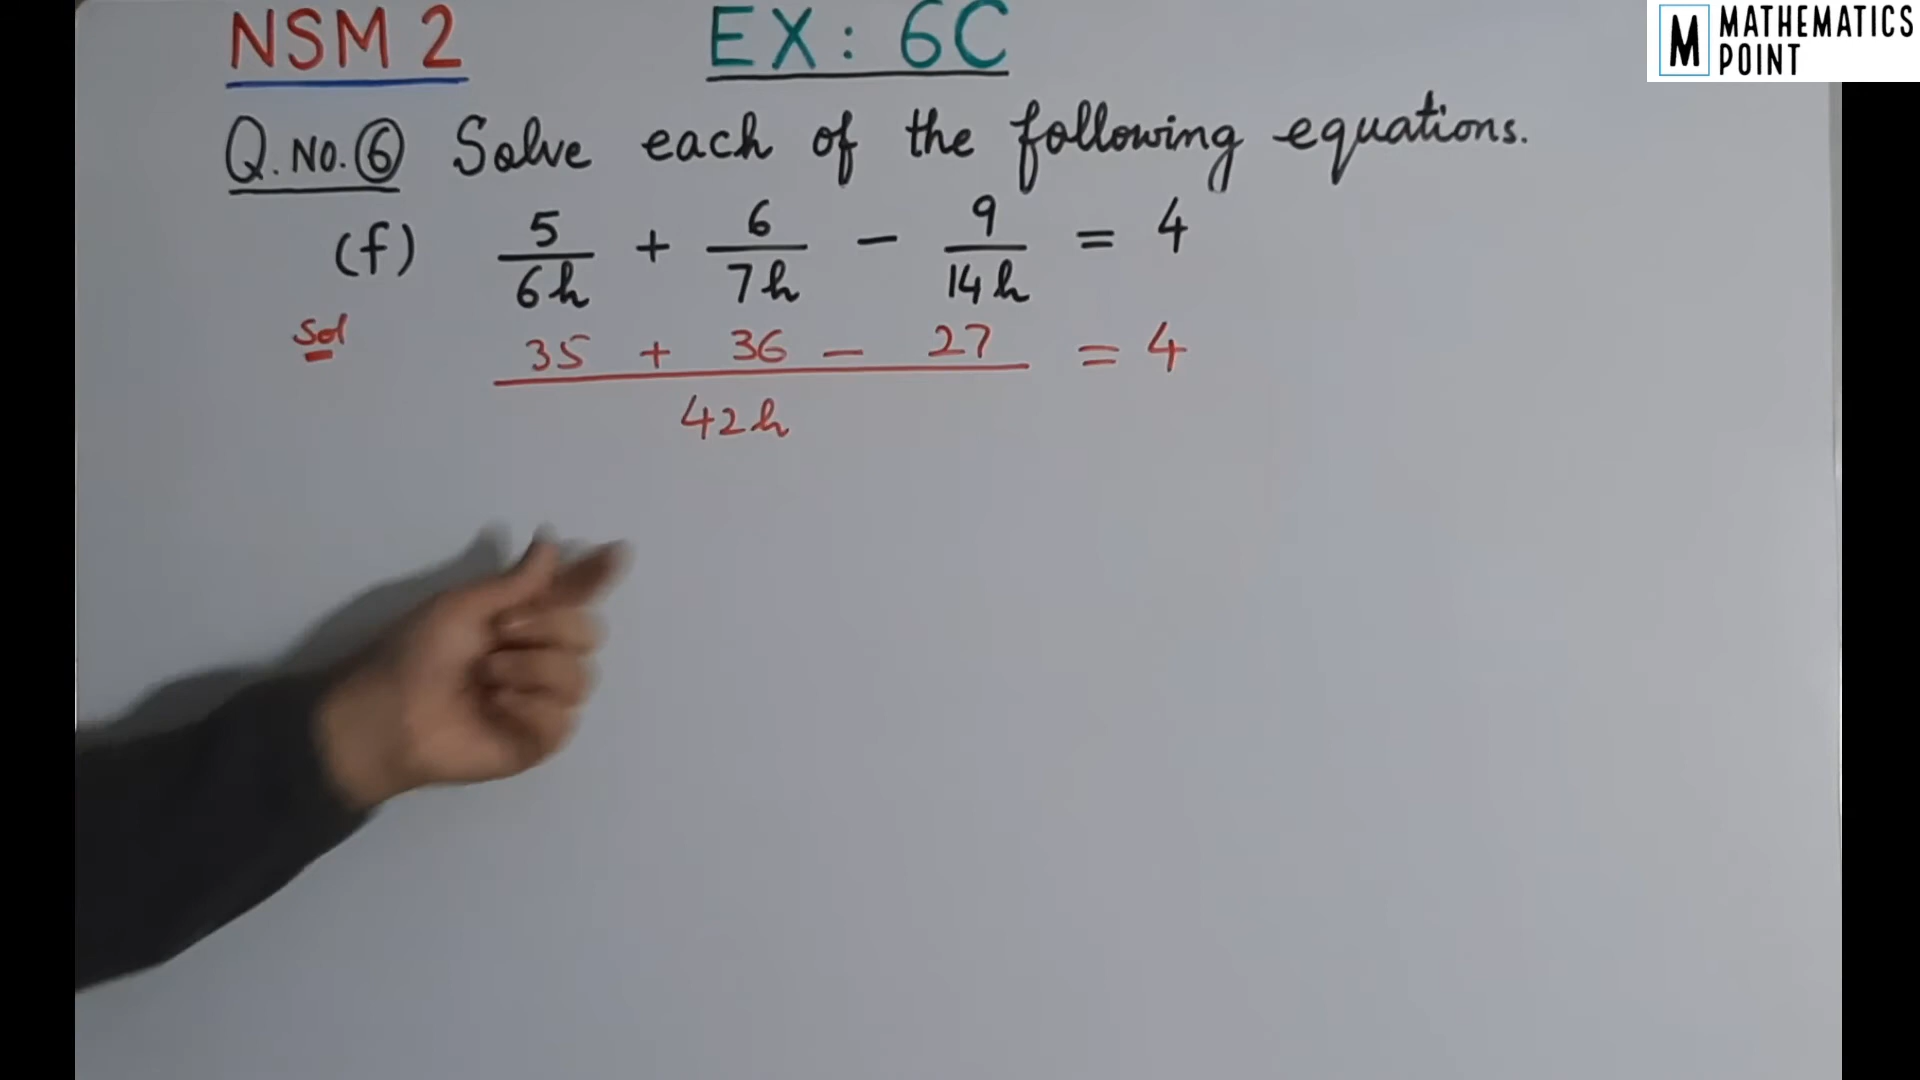 NSM 2 EX: 6C
M MATHEMATICS POINT
Q.NO.⑥ Solve each of the following equations.
(f) 5/6h + 6/7h - 9/14h = 4
Sol (35 + 36 - 27)/42h = 4